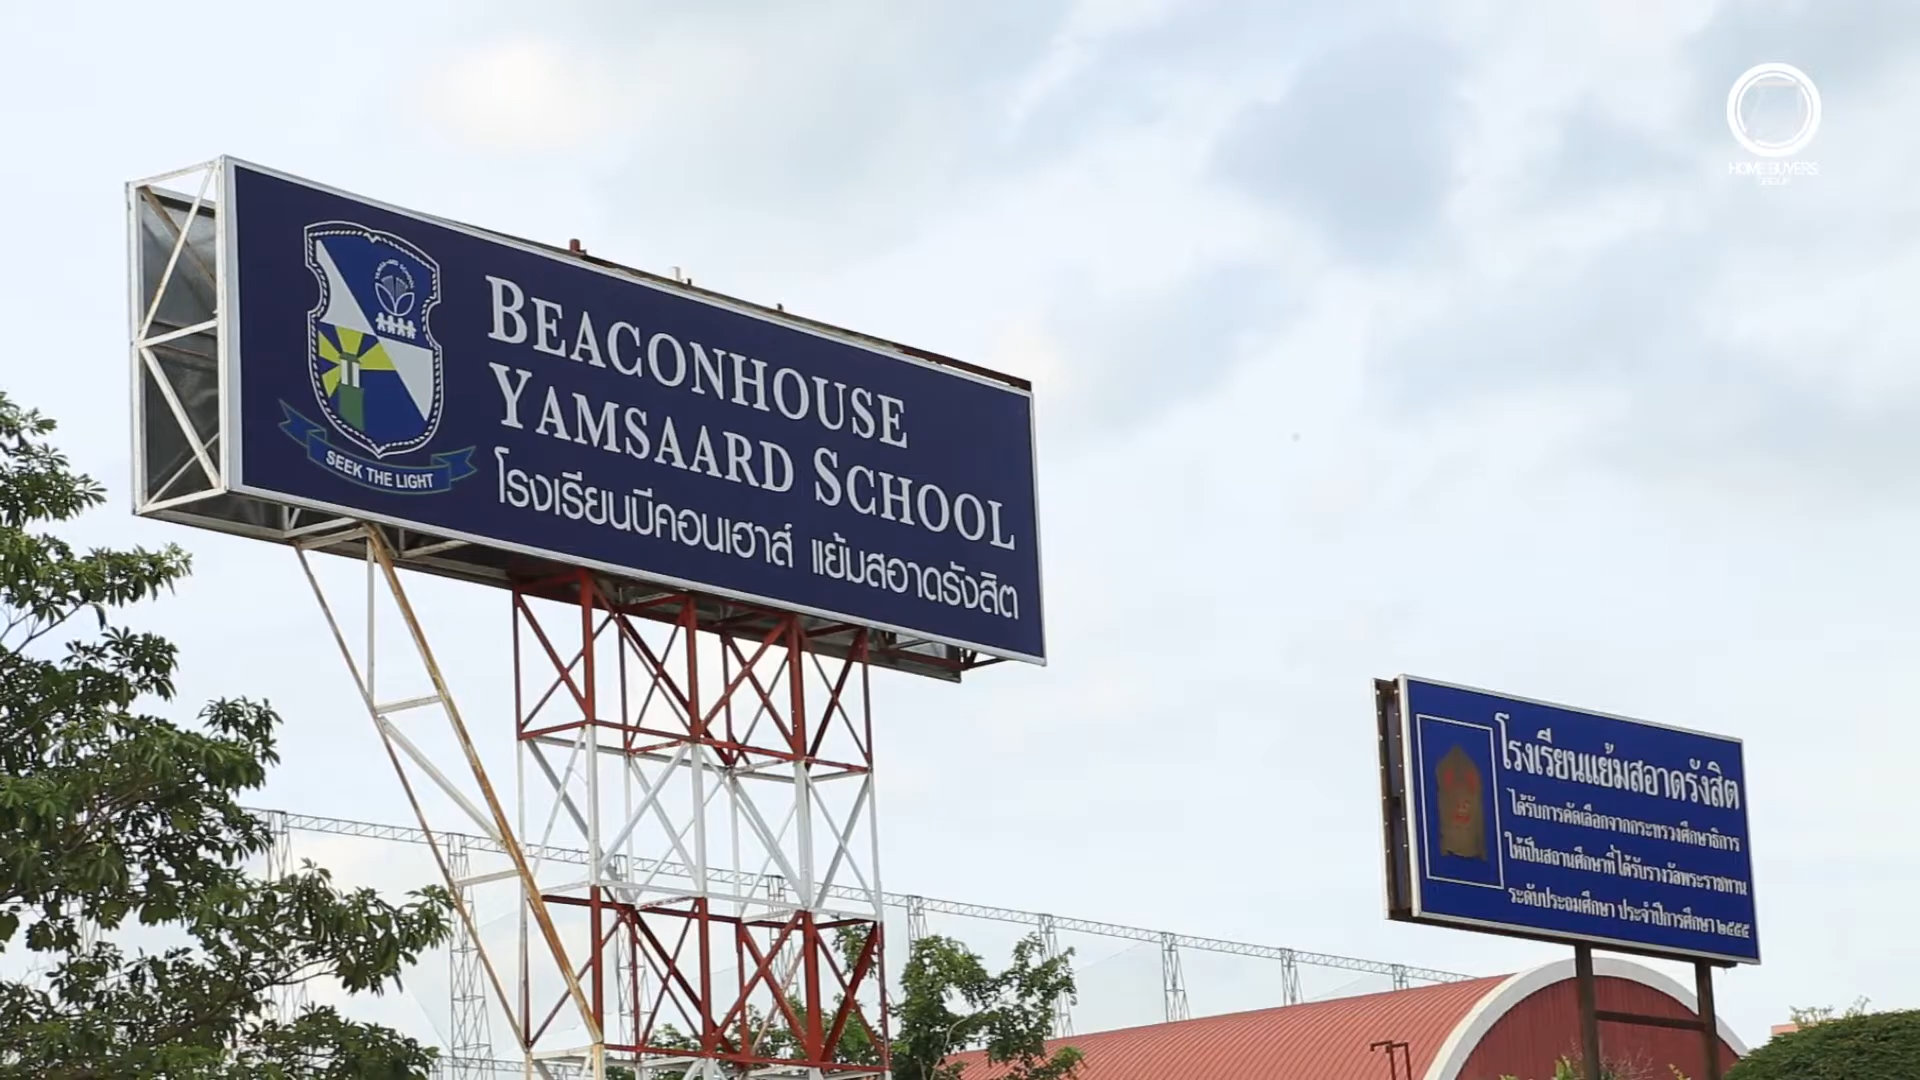 BEACONHOUSE
YAMSAARD SCHOOL
โรงเรียนบีคอนเฮาส์ แย้มสอาดรังสิต
SEEK THE LIGHT
โรงเรียนแย้มสอาดรังสิต
ได้รับการคัดเลือกจากกระทรวงศึกษาธิการ
ให้เป็นสถานศึกษาที่ได้รับรางวัลพระราชทาน
ระดับประถมศึกษา ประจำปีการศึกษา ๒๕๕๕
HOME BUYERS
GROUP